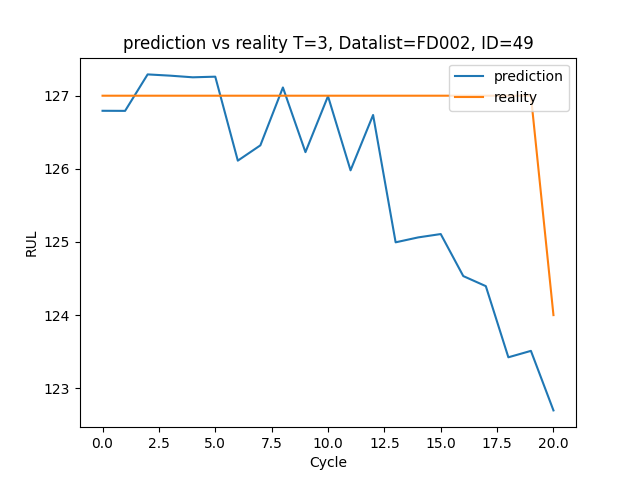 prediction vs reality T=3, Datalist=FD002, ID=49
prediction
reality
RUL
127
126
125
124
123
0.0 2.5 5.0 7.5 10.0 12.5 15.0 17.5 20.0
Cycle